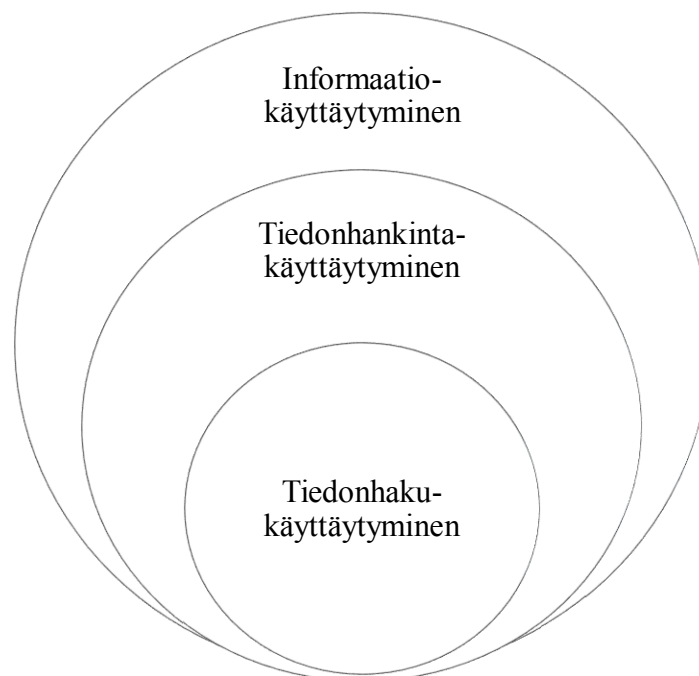 Informaatio-
käyttäytyminen
Tiedonhankinta-
käyttäytyminen
Tiedonhaku-
käyttäytyminen